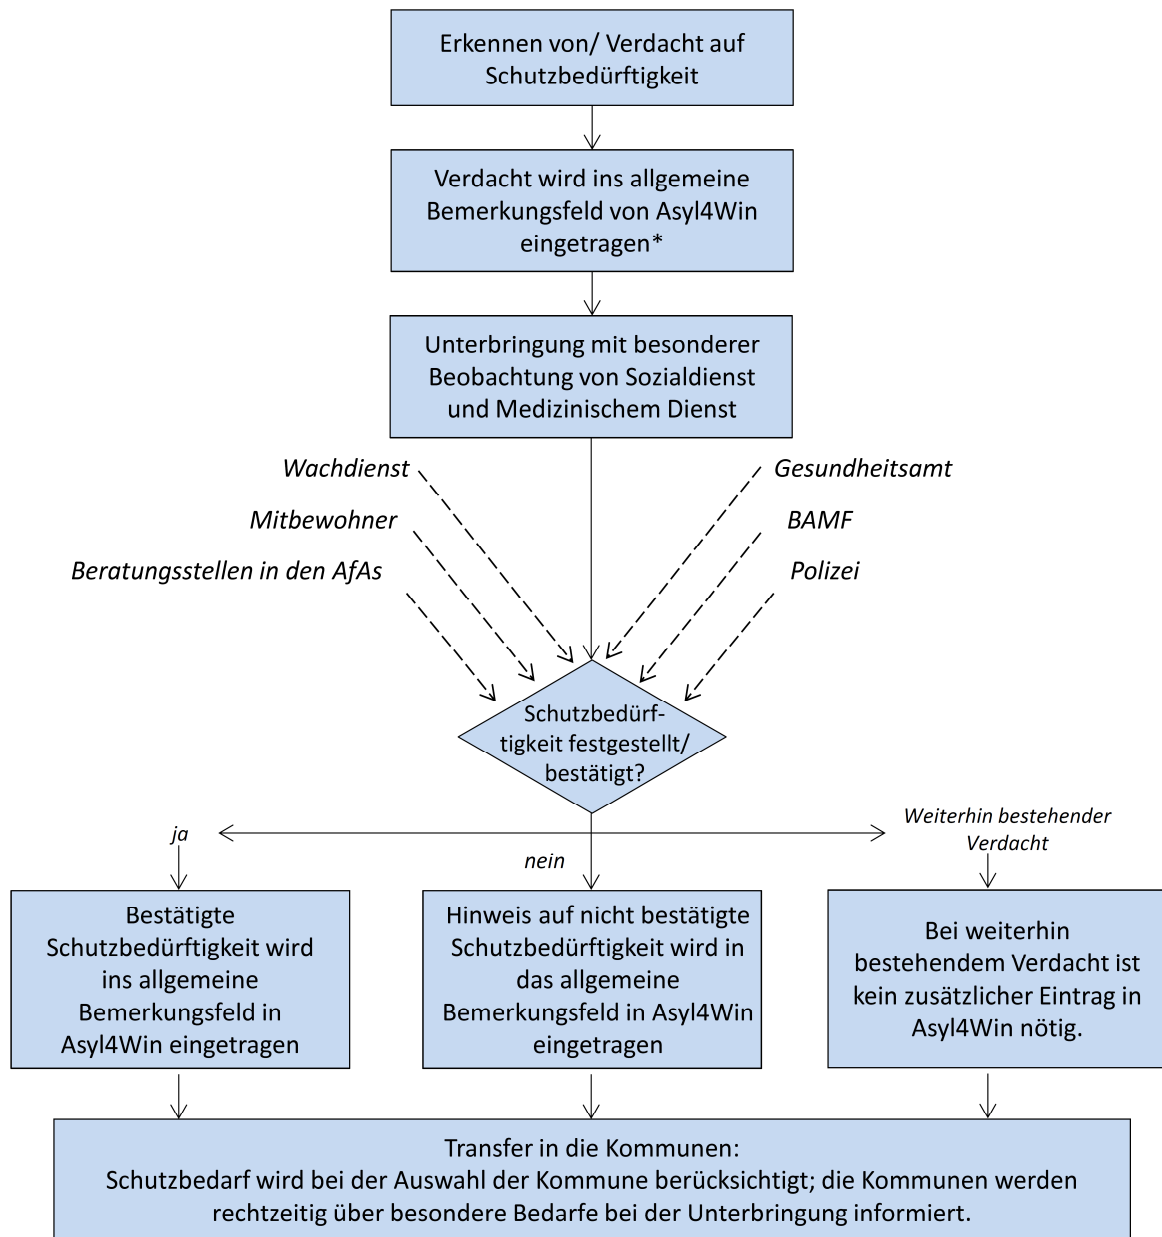 Erkennen von/ Verdacht auf
Schutzbedürftigkeit
Verdacht wird ins allgemeine
Bemerkungsfeld von Asyl4Win
eingetragen*
Unterbringung mit besonderer
Beobachtung von Sozialdienst
und Medizinischem Dienst
Wachdienst
Gesundheitsamt
Mitbewohner
BAMF
Beratungsstellen in den AfAs
Polizei
Schutzbedürf-
tigkeit festgestellt/
bestätigt?
ja
nein
Weiterhin bestehender
Verdacht
Bestätigte
Schutzbedürftigkeit wird
ins allgemeine
Bemerkungsfeld in
Asyl4Win eingetragen
Hinweis auf nicht bestätigte
Schutzbedürftigkeit wird in
das allgemeine
Bemerkungsfeld in Asyl4Win
eingetragen
Bei weiterhin
bestehendem Verdacht ist
kein zusätzlicher Eintrag in
Asyl4Win nötig.
Transfer in die Kommunen:
Schutzbedarf wird bei der Auswahl der Kommune berücksichtigt; die Kommunen werden
rechtzeitig über besondere Bedarfe bei der Unterbringung informiert.